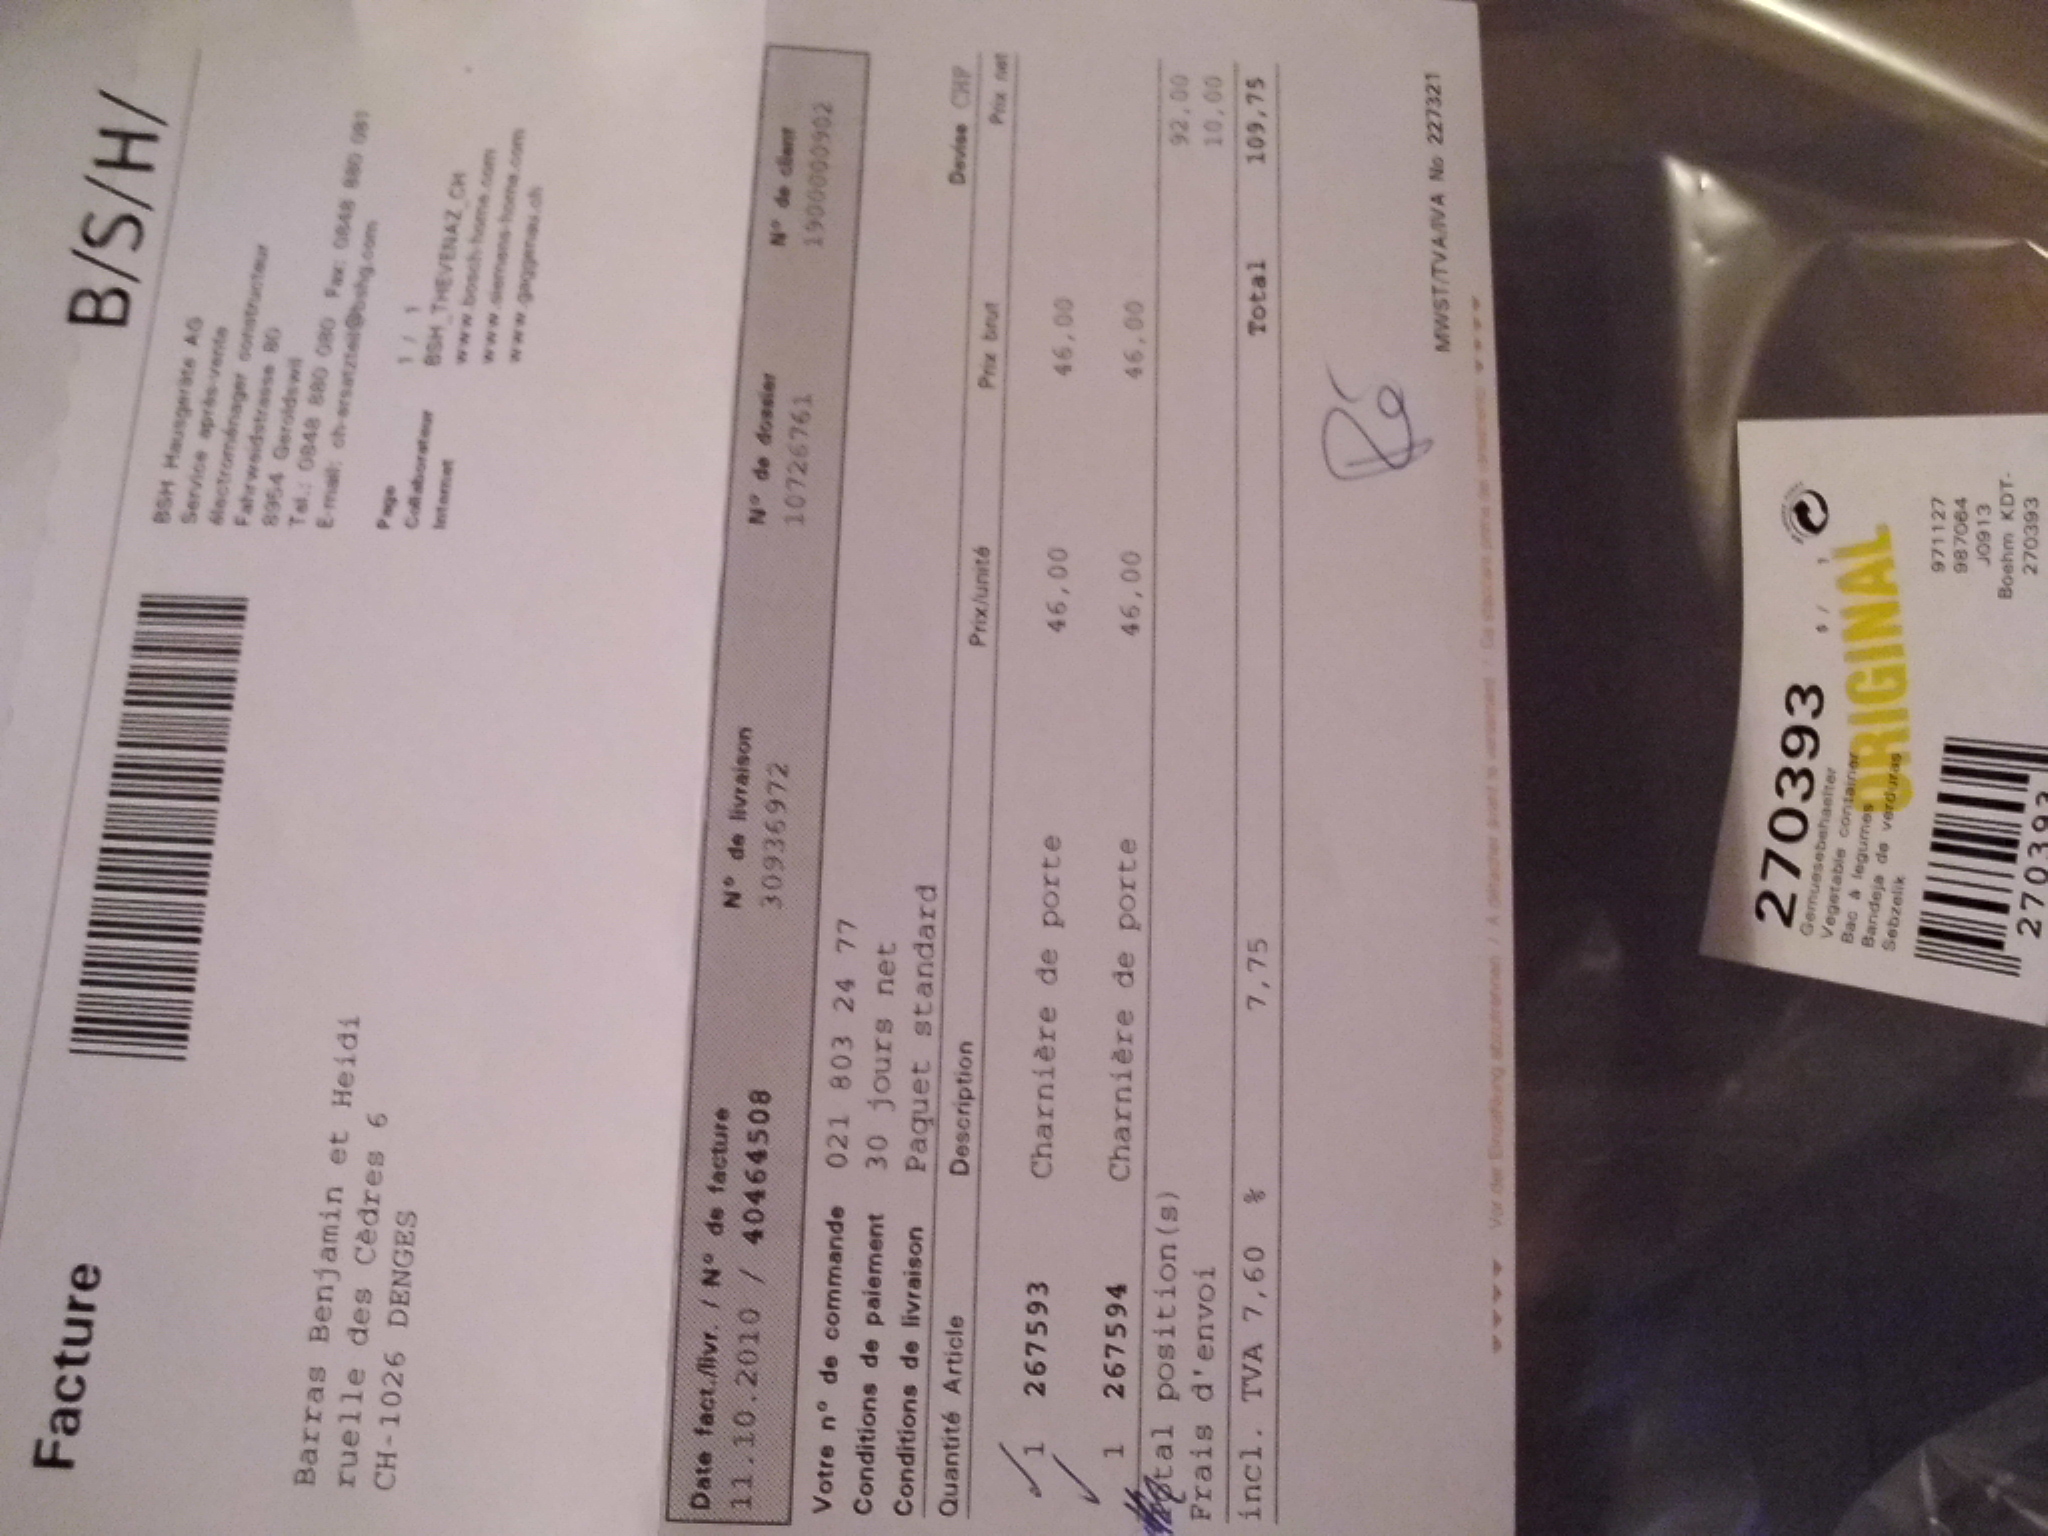 Facture
B/S/H/
BSH Hausgeräte AG
Service après-vente
électroménager constructeur
Fahrweidstrasse 80
8954 Geroldswil
Tel.: 0848 880 080 Fax: 0848 880 081
E-mail: ch-ersatzteil@bshg.com
Barras Benjamin et Heidi
ruelle des Cèdres 6
CH-1026 DENGES
Page 1 / 1
Collaborateur BSH_THEVENAZ_CH
Internet www.bosch-home.com
www.siemens-home.com
www.gaggenau.ch
Date fact./livr. / N° de facture N° de livraison N° de dossier N° de client
11.10.2010 / 40464508 30936972 10726761 1900000902
Votre n° de commande 021 803 24 77
Conditions de paiement 30 jours net
Conditions de livraison Paquet standard
Devise CHF
Quantité Article Description Prix/unité Prix brut Prix net
1 267593 Charnière de porte 46,00 46,00
1 267594 Charnière de porte 46,00 46,00
Total position(s) 92,00
Frais d'envoi 10,00
incl. TVA 7,60 % 7,75 Total 109,75
MWST/TVA/IVA No 227321
Vor der Einzahlung abzutrennen / A détacher avant le versement / Da staccare prima del versamento
270393
Gemuesebehaelter
Vegetable container
Bac à legumes
Bandeja de verduras
Sebzelik
ORIGINAL
971127
987064
J0913
Boehm KDT-
270393
270393